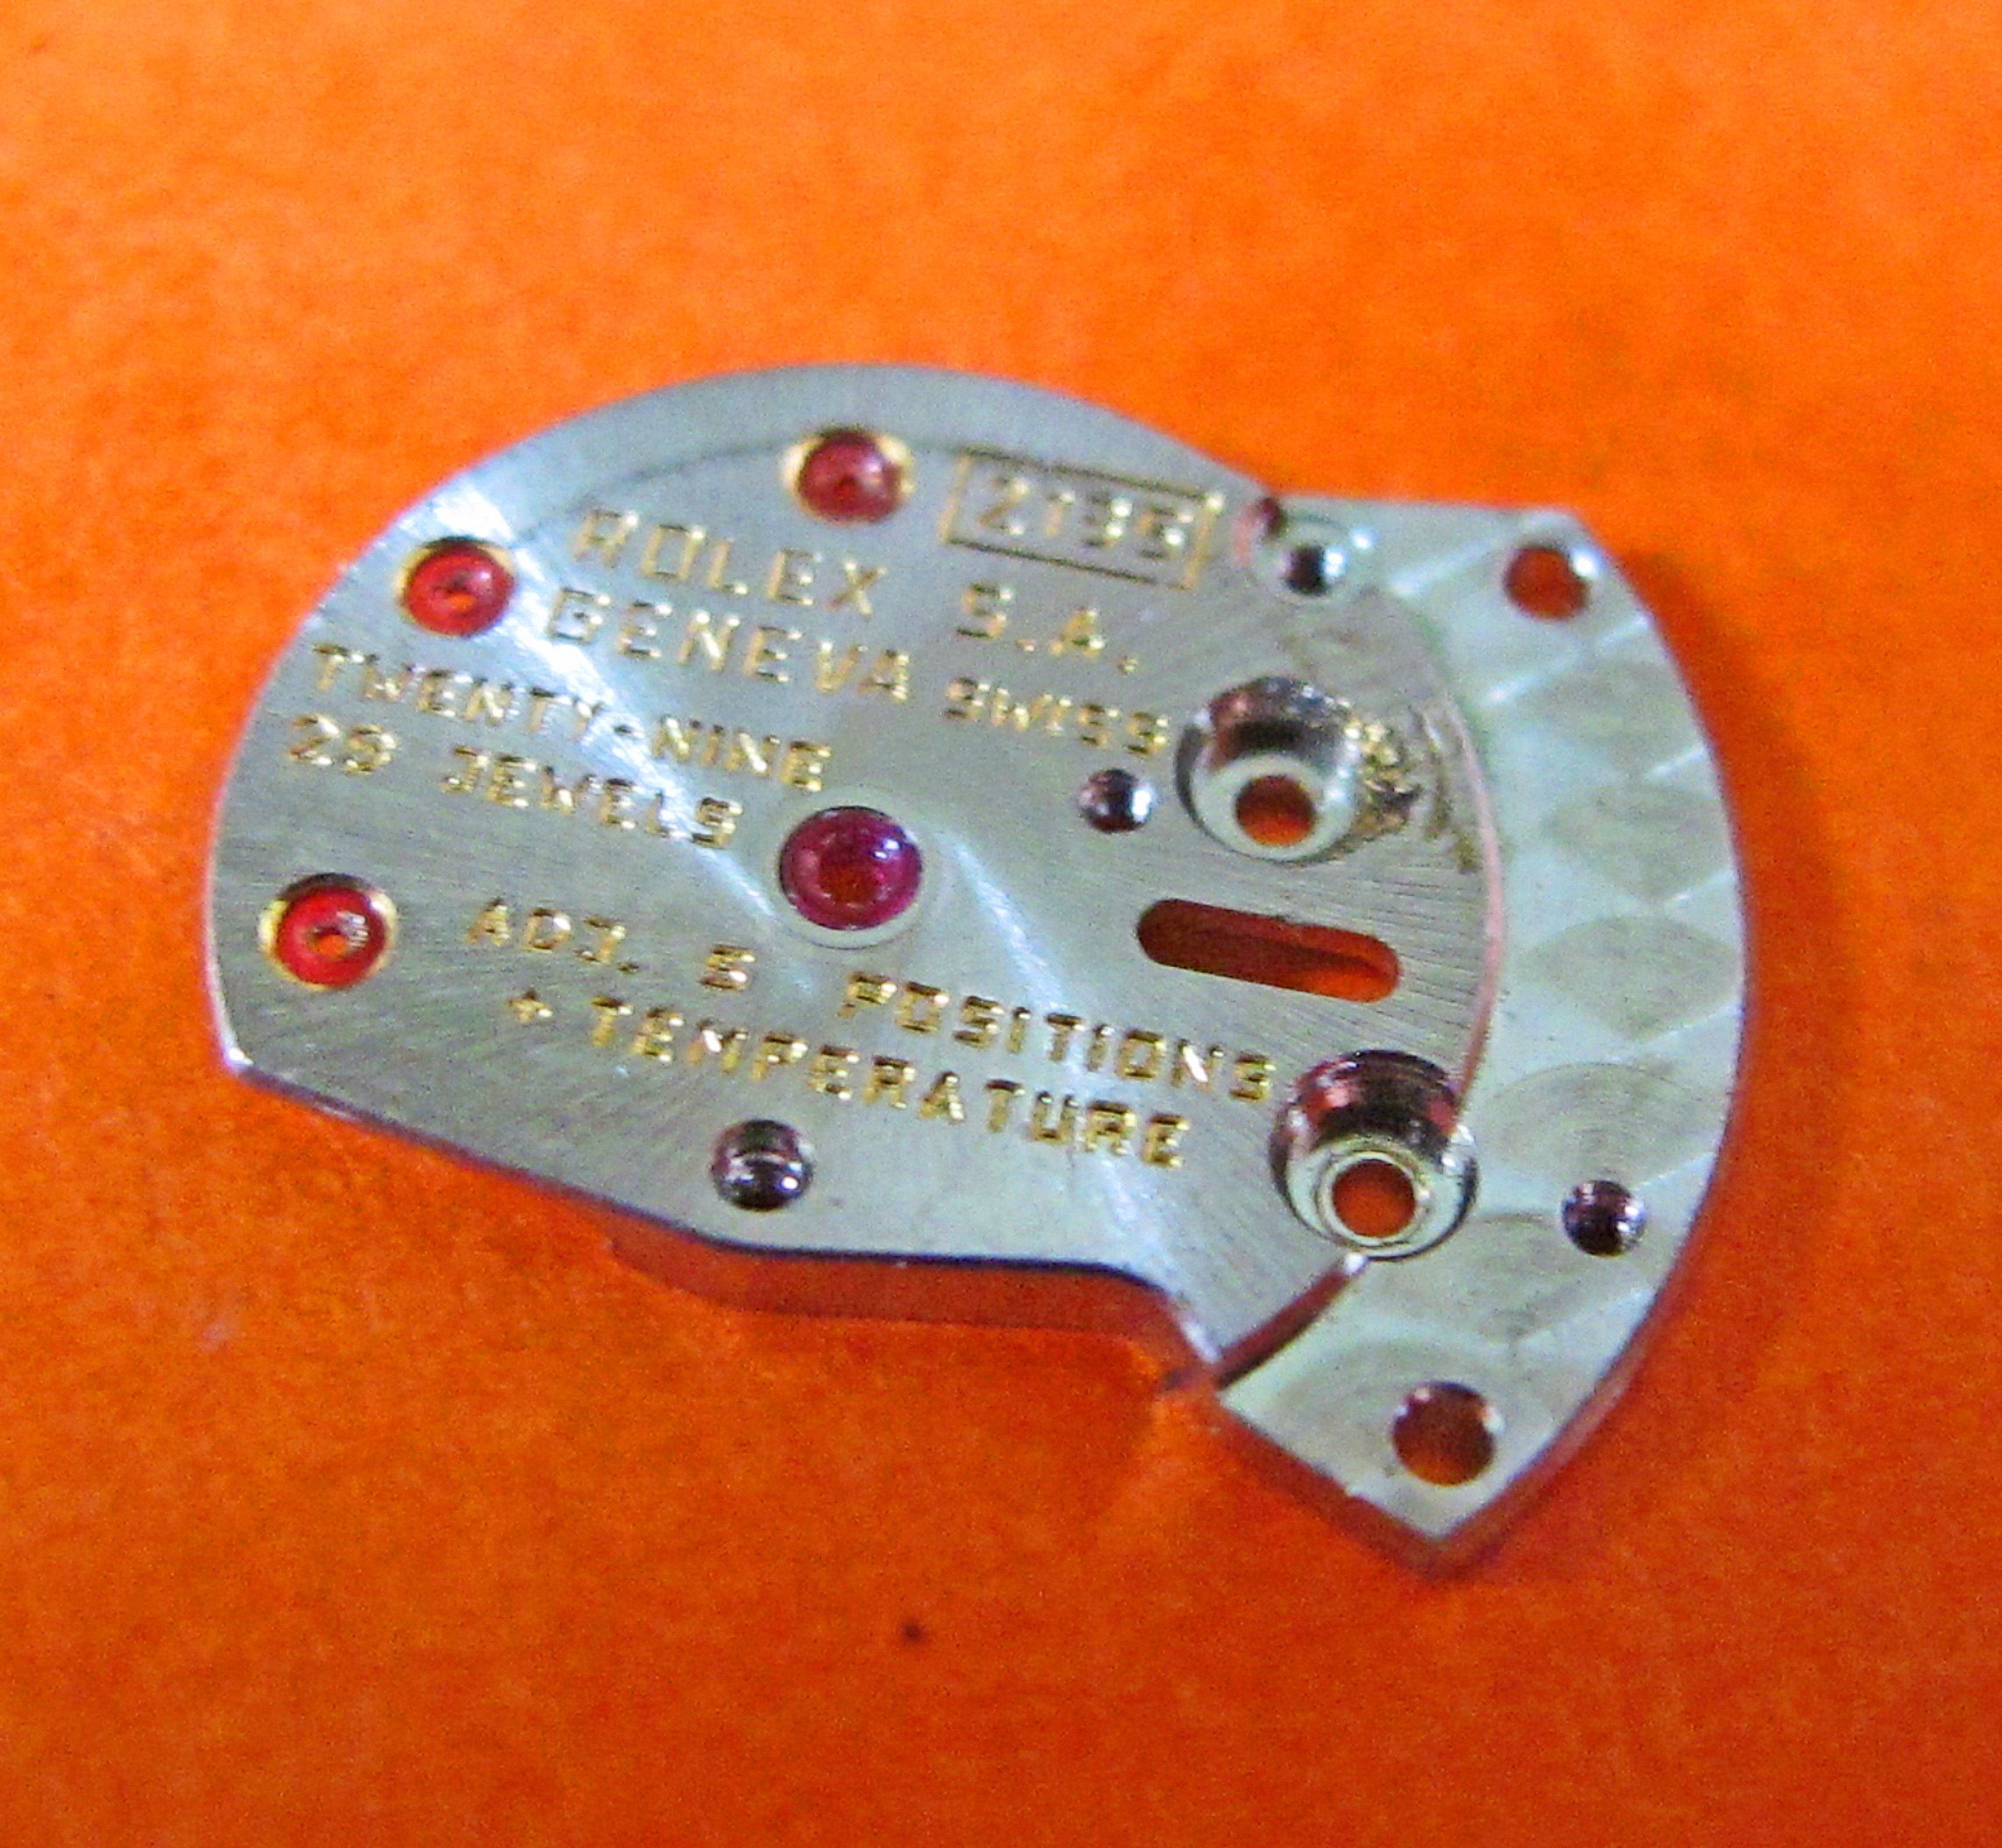 2135
ROLEX S.A.
GENEVA SWISS
TWENTY-NINE
29 JEWELS
ADJ. 5 POSITIONS
+ TEMPERATURE